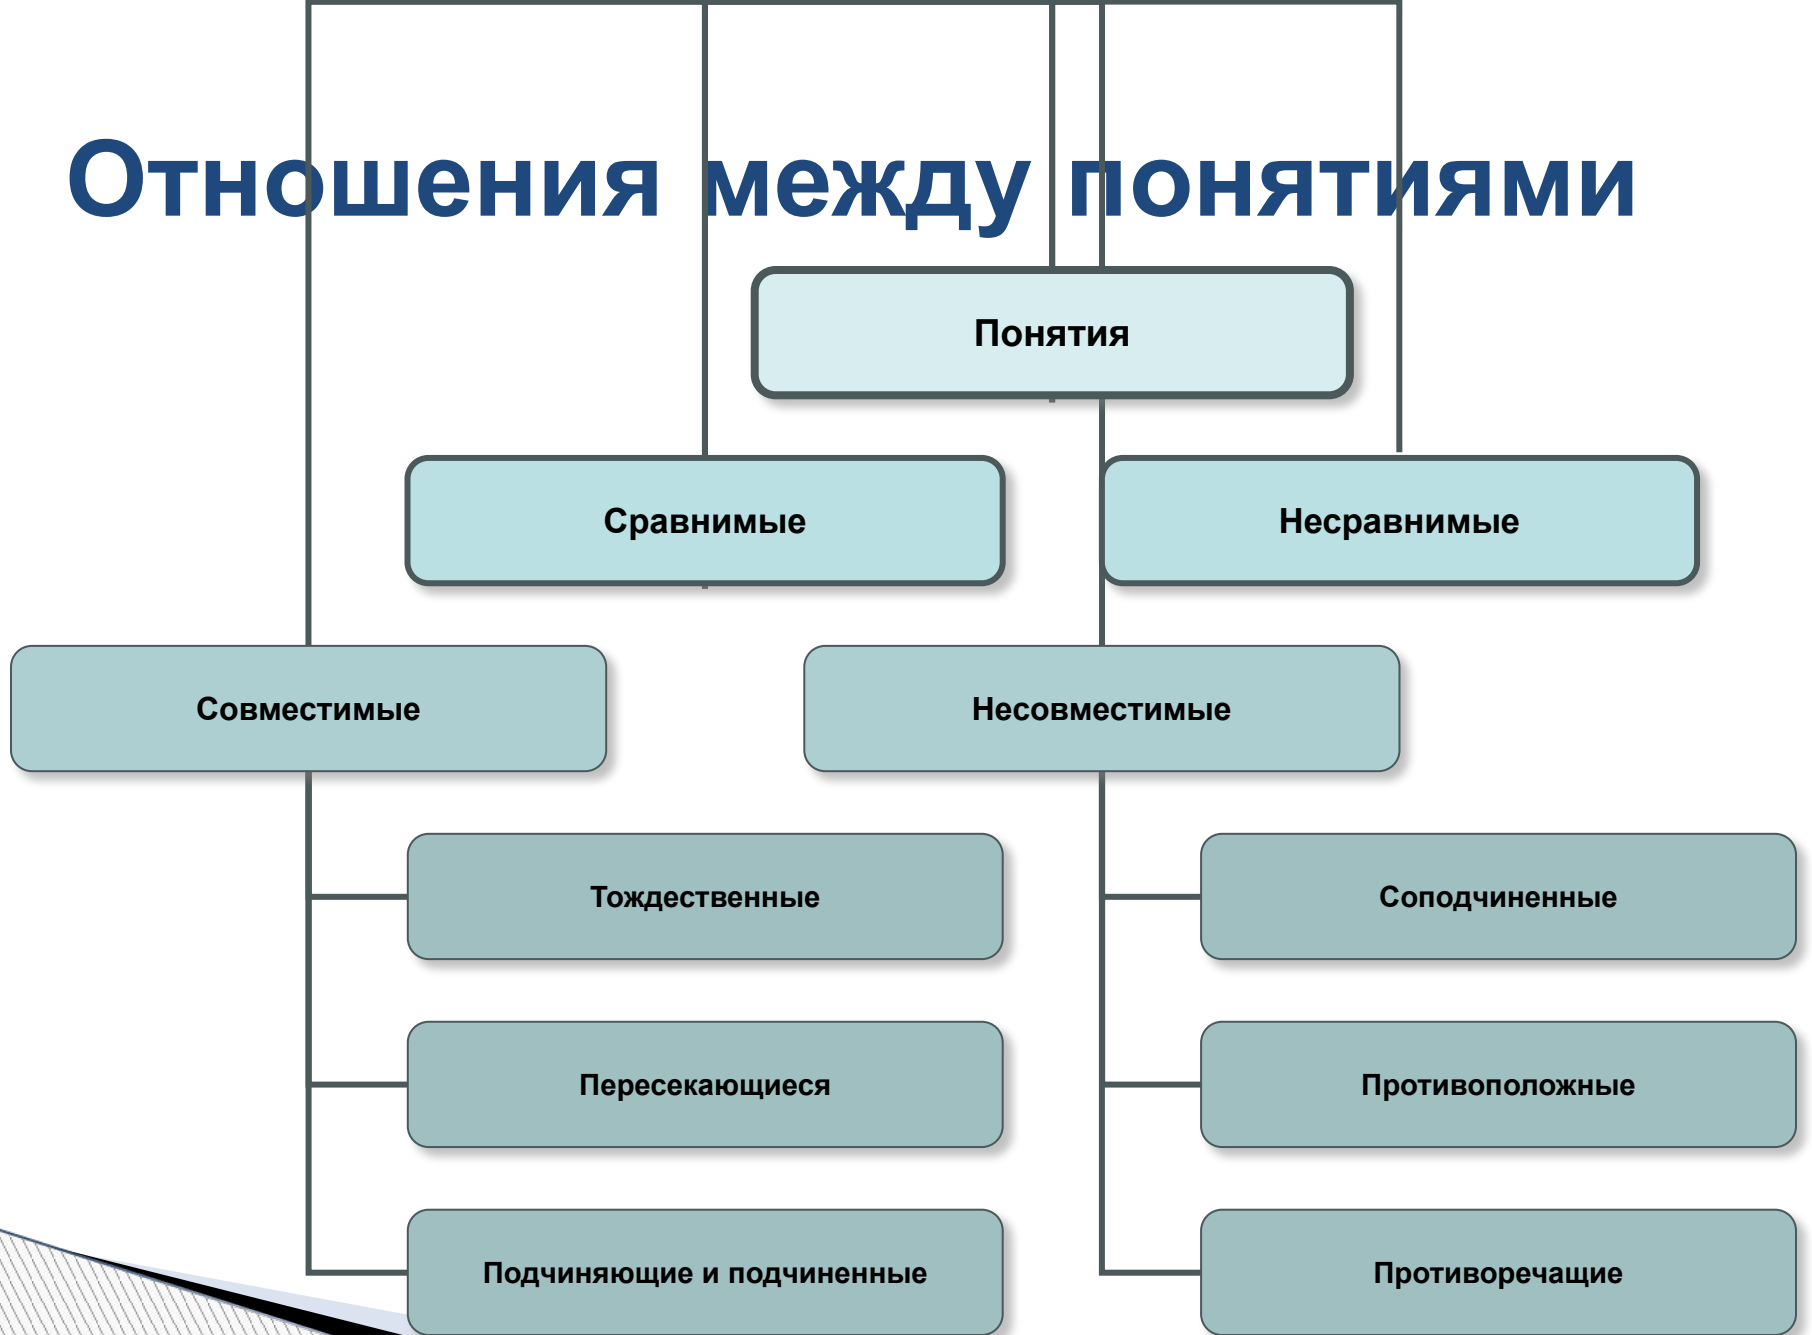 Отношения между понятиями
Понятия
Сравнимые
Несравнимые
Совместимые
Несовместимые
Тождественные
Соподчиненные
Пересекающиеся
Противоположные
Подчиняющие и подчиненные
Противоречащие